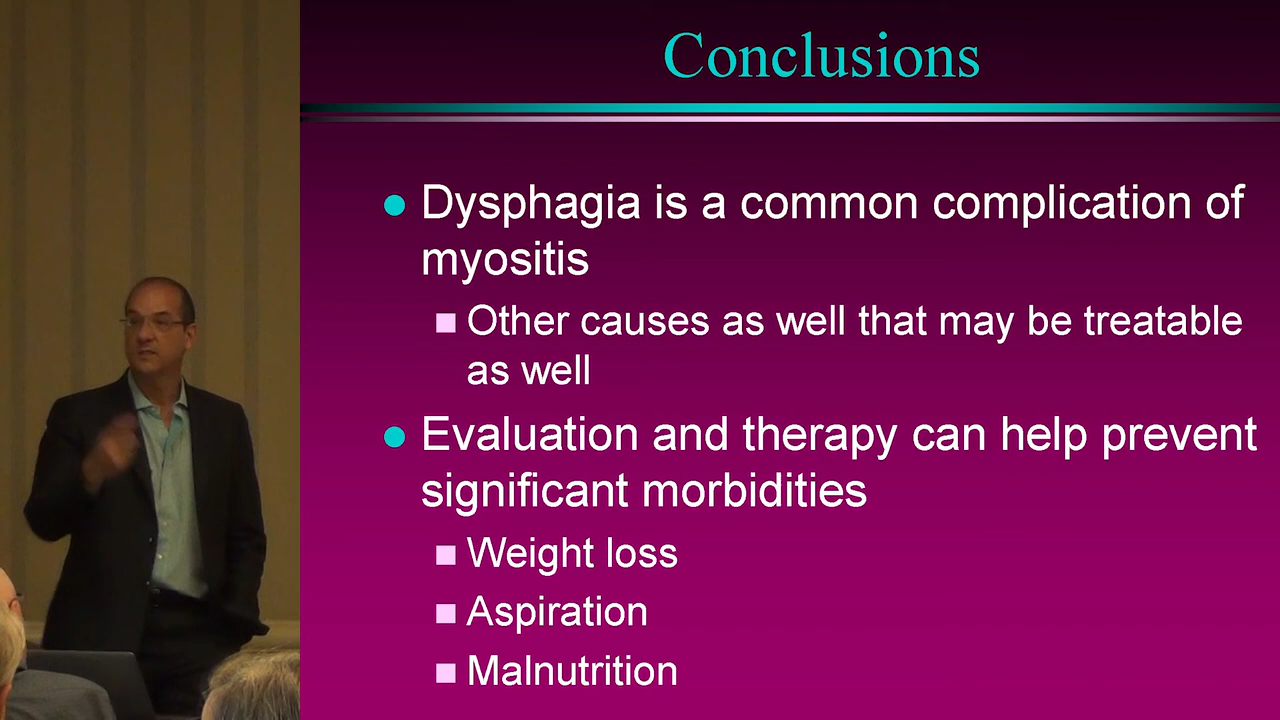 Conclusions
Dysphagia is a common complication of
myositis
Other causes as well that may be treatable
as well
Evaluation and therapy can help prevent
significant morbidities
Weight loss
Aspiration
Malnutrition